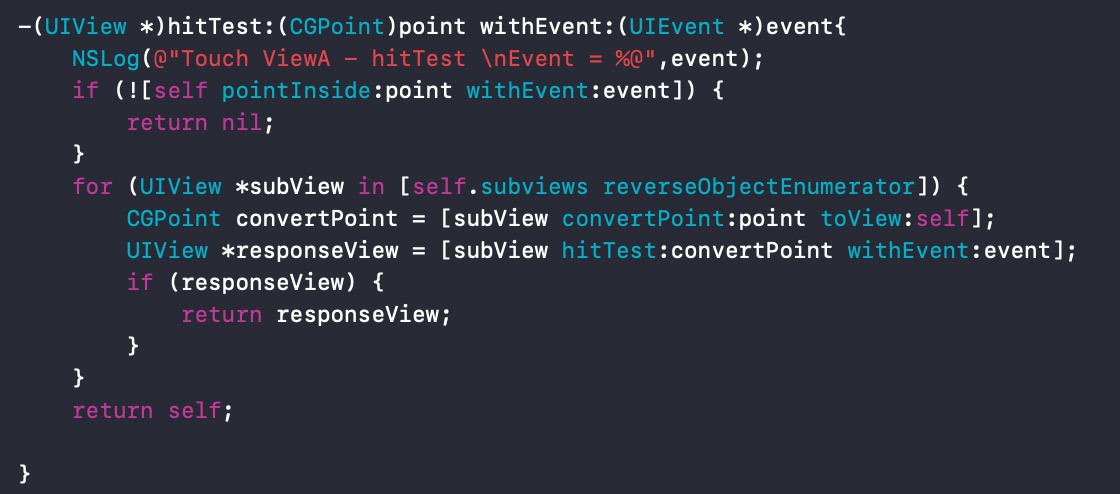 -(UIView *)hitTest:(CGPoint)point withEvent:(UIEvent *)event{
    NSLog(@"Touch ViewA - hitTest \nEvent = %@",event);
    if (![self pointInside:point withEvent:event]) {
        return nil;
    }
    for (UIView *subView in [self.subviews reverseObjectEnumerator]) {
        CGPoint convertPoint = [subView convertPoint:point toView:self];
        UIView *responseView = [subView hitTest:convertPoint withEvent:event];
        if (responseView) {
            return responseView;
        }
    }
    return self;

}